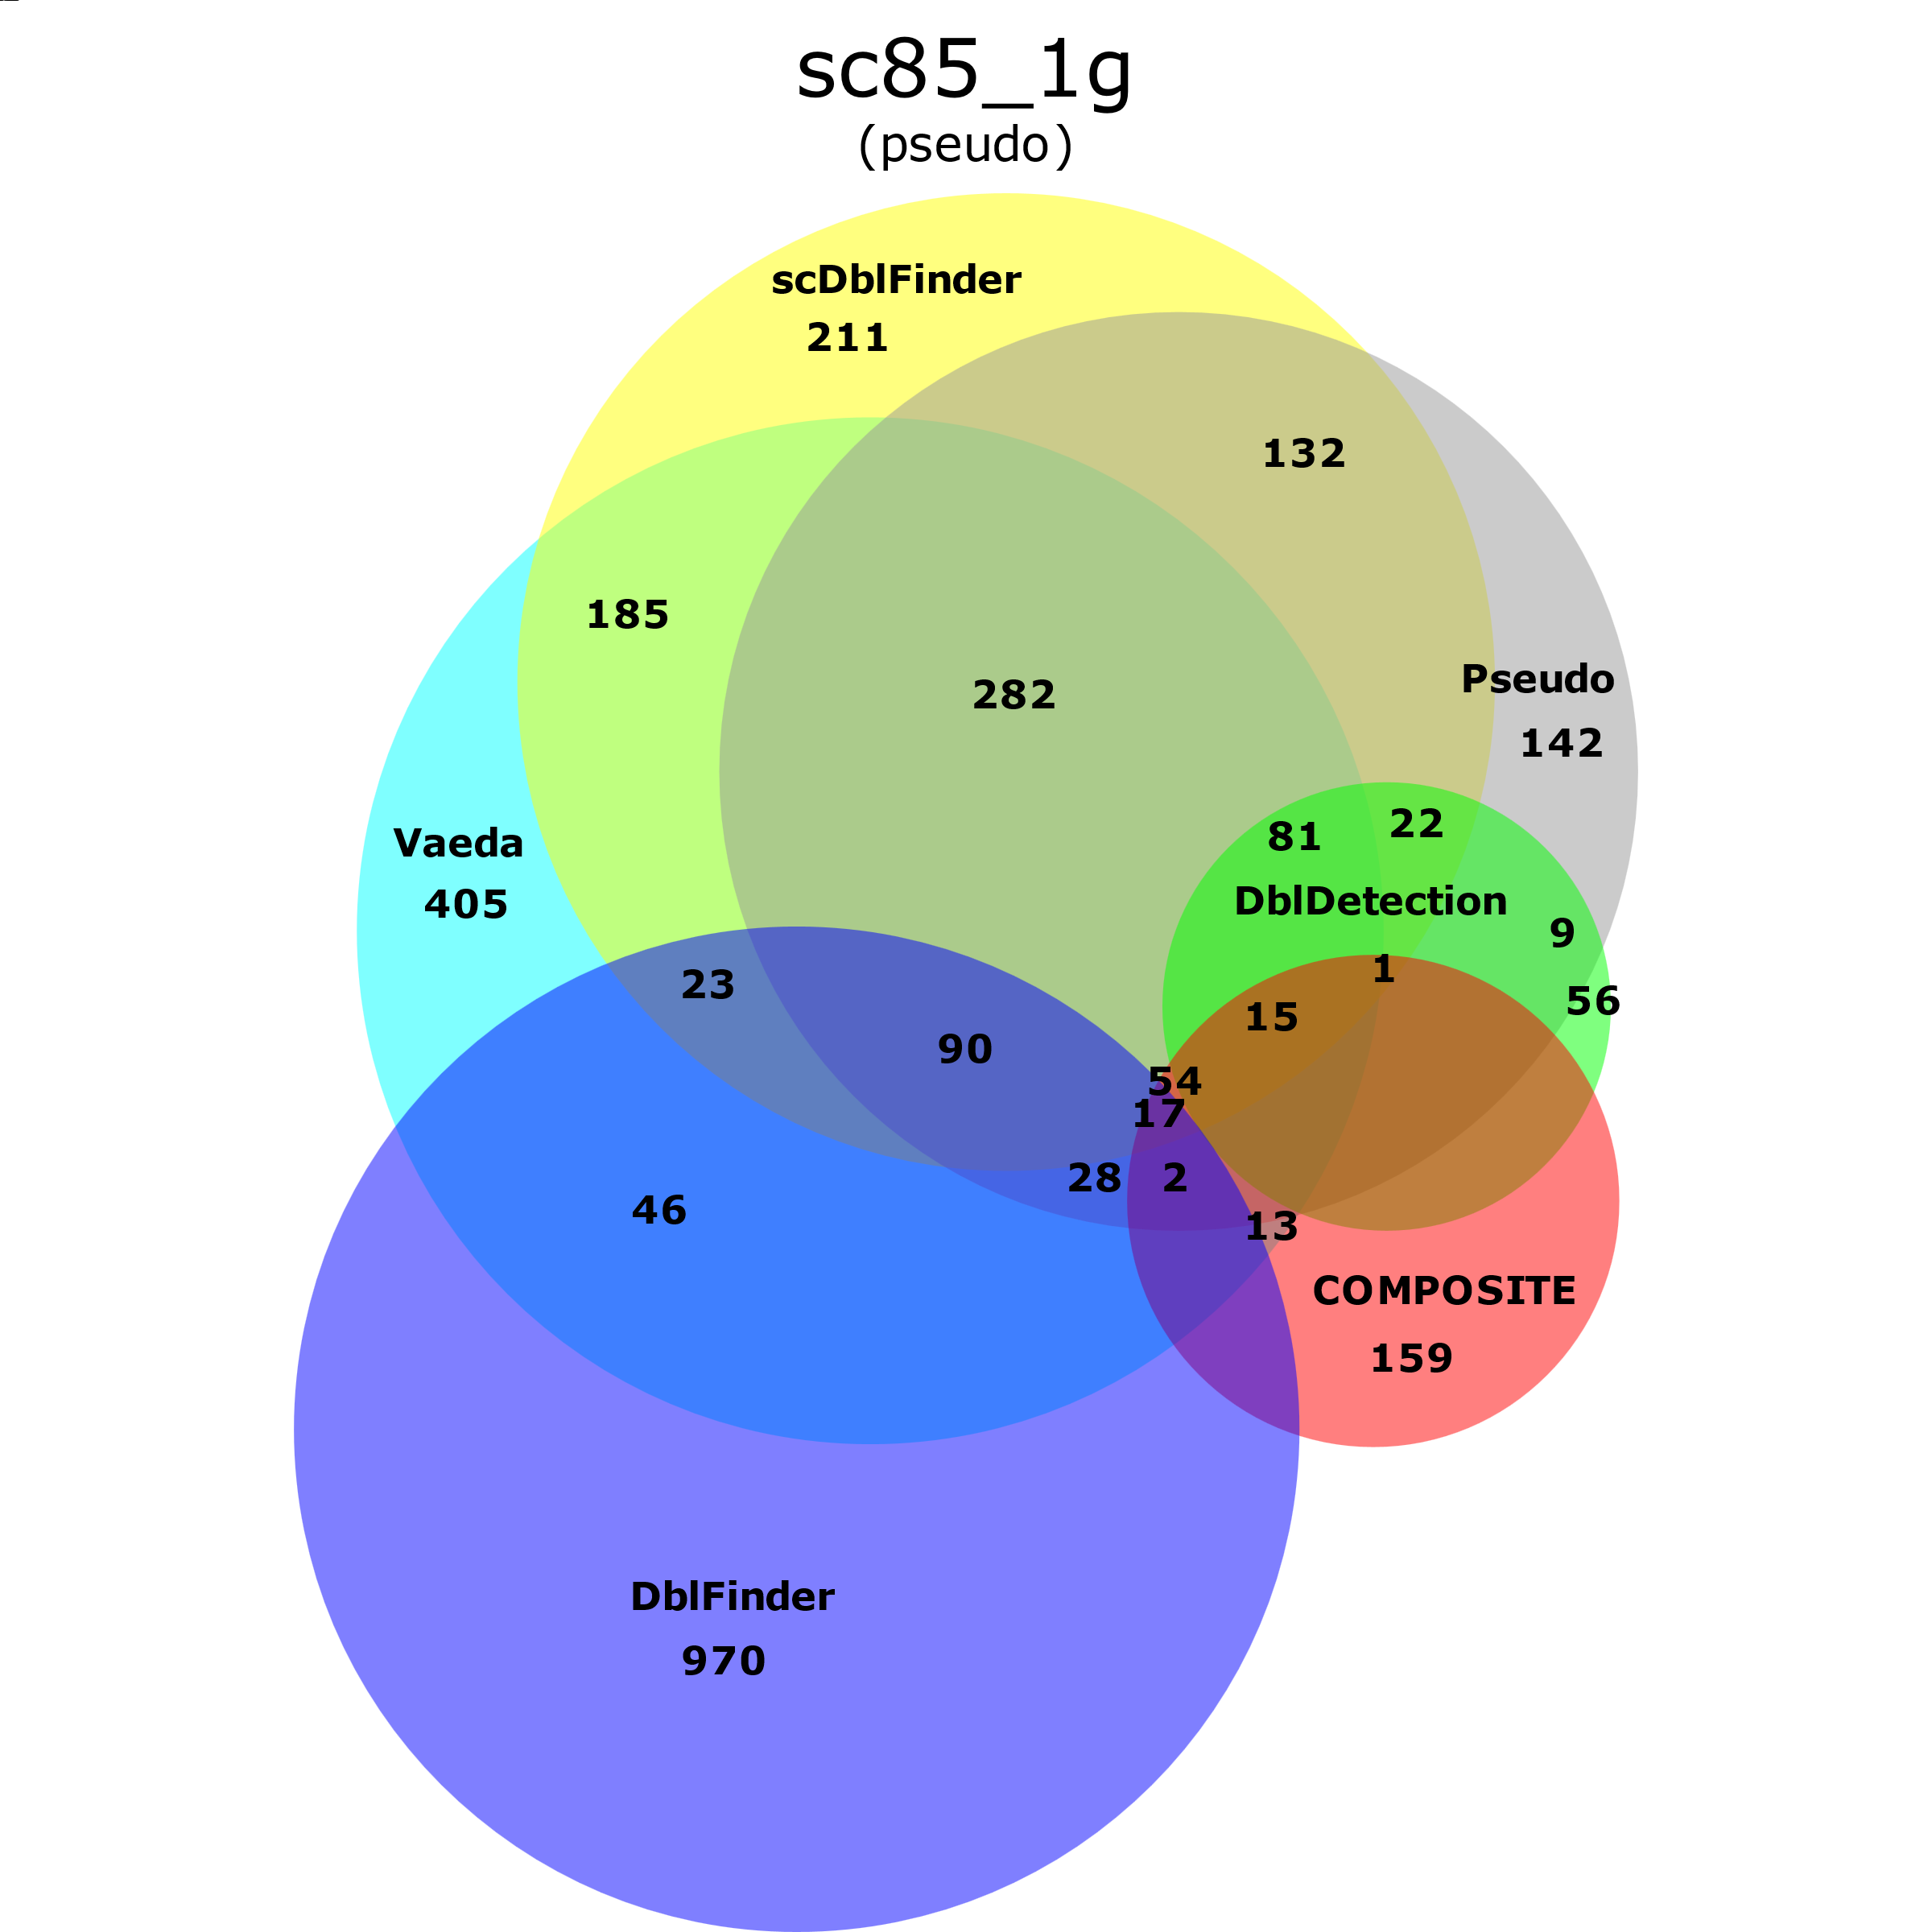 sc85_1g
(pseudo)
scDblFinder
211
132
185
Pseudo
282
142
22
81
Vaeda
DblDetection
405
9
1
23
56
15
90
54
17
28
2
46
13
COMPOSITE
159
DblFinder
970